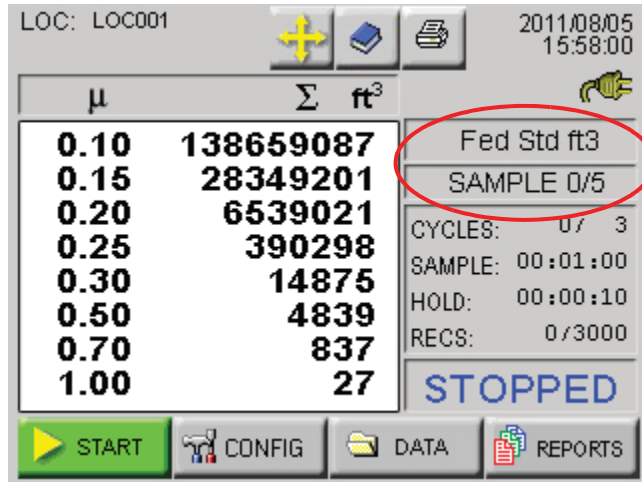 LOC: LOC001
2011/08/05
15:58:00
μ Σ ft³
0.10 138659087
0.15 28349201
0.20 6539021
0.25 390298
0.30 14875
0.50 4839
0.70 837
1.00 27
Fed Std ft3
SAMPLE 0/5
CYCLES: 0/ 3
SAMPLE: 00:01:00
HOLD: 00:00:10
RECS: 0/3000
STOPPED
START CONFIG DATA REPORTS